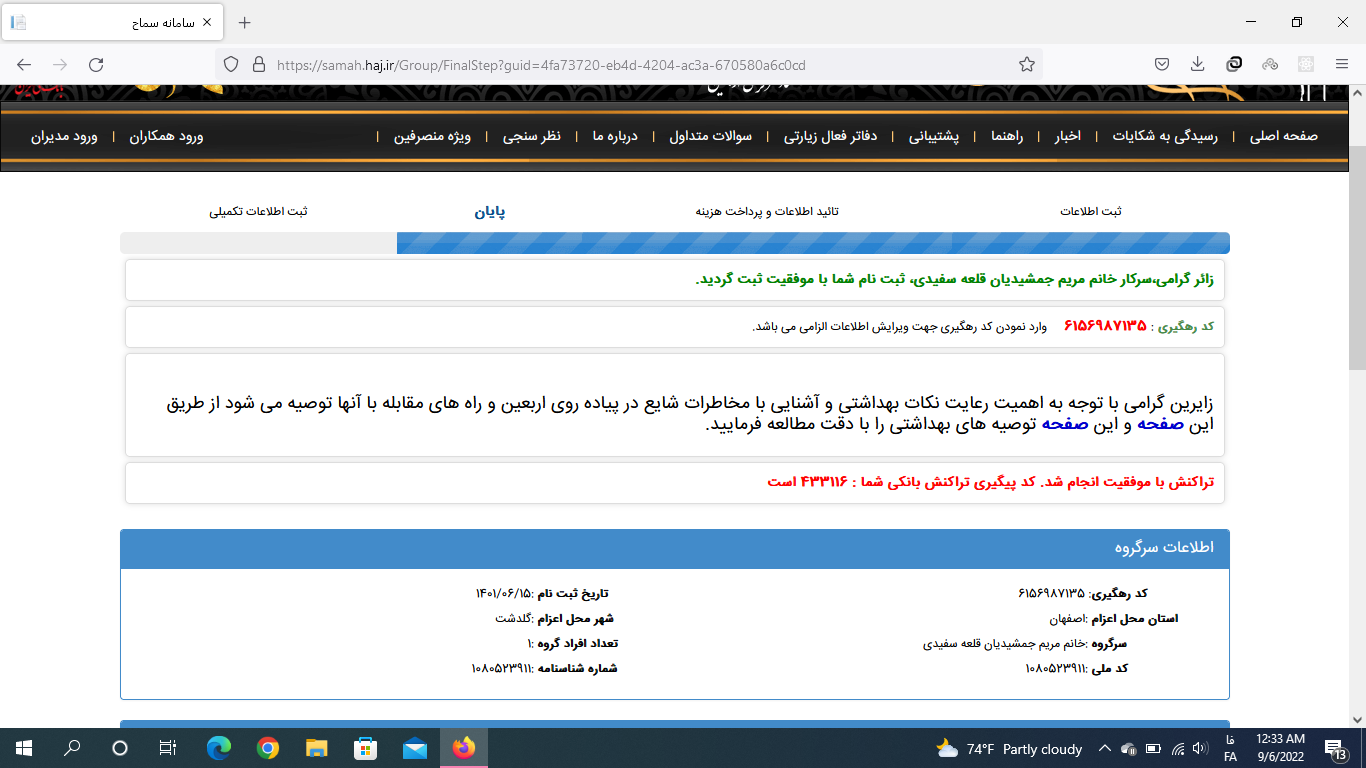 سامانه سماح
https://samah.haj.ir/Group/FinalStep?guid=4fa73720-eb4d-4204-ac3a-670580a6c0cd
صفحه اصلی | رسیدگی به شکایات | اخبار | راهنما | پشتیبانی | دفاتر فعال زیارتی | سوالات متداول | درباره ما | نظر سنجی | ویژه منصرفین | ورود همکاران | ورود مدیران
ثبت اطلاعات تائید اطلاعات و پرداخت هزینه پایان ثبت اطلاعات تکمیلی
زائر گرامی،سرکار خانم مریم جمشیدیان قلعه سفیدی، ثبت نام شما با موفقیت ثبت گردید.
کد رهگیری : ۶۱۵۶۹۸۷۱۳۵ وارد نمودن کد رهگیری جهت ویرایش اطلاعات الزامی می باشد.
زایرین گرامی با توجه به اهمیت رعایت نکات بهداشتی و آشنایی با مخاطرات شایع در پیاده روی اربعین و راه های مقابله با آنها توصیه می شود از طریق
این صفحه و این صفحه توصیه های بهداشتی را با دقت مطالعه فرمایید.
تراکنش با موفقیت انجام شد. کد پیگیری تراکنش بانکی شما : ۴۳۳۱۱۶ است
اطلاعات سرگروه
کد رهگیری: ۶۱۵۶۹۸۷۱۳۵ تاریخ ثبت نام :۱۴۰۱/۰۶/۱۵
استان محل اعزام :اصفهان شهر محل اعزام :گلدشت
سرگروه :خانم مریم جمشیدیان قلعه سفیدی تعداد افراد گروه :۱
کد ملی :۱۰۸۰۵۲۳۹۱۱ شماره شناسنامه :۱۰۸۰۵۲۳۹۱۱
74°F Partly cloudy
فا
FA
12:33 AM
9/6/2022
13